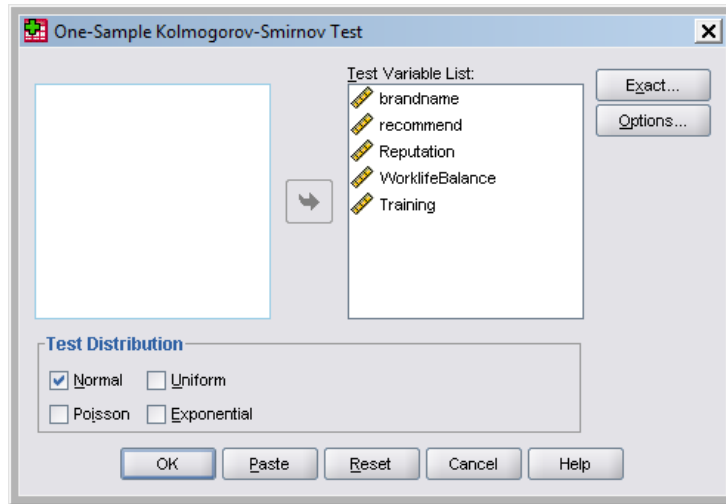 One-Sample Kolmogorov-Smirnov Test
Test Variable List:
brandname
recommend
Reputation
WorklifeBalance
Training
Exact...
Options...
Test Distribution
Normal Uniform
Poisson Exponential
OK Paste Reset Cancel Help